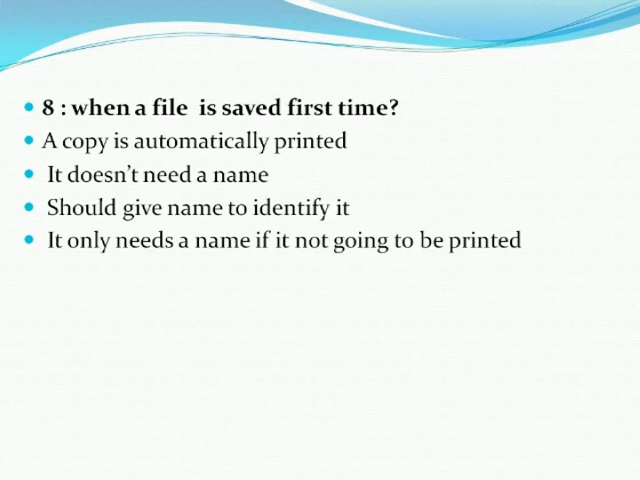 8 : when a file is saved first time?
A copy is automatically printed
It doesn’t need a name
Should give name to identify it
It only needs a name if it not going to be printed